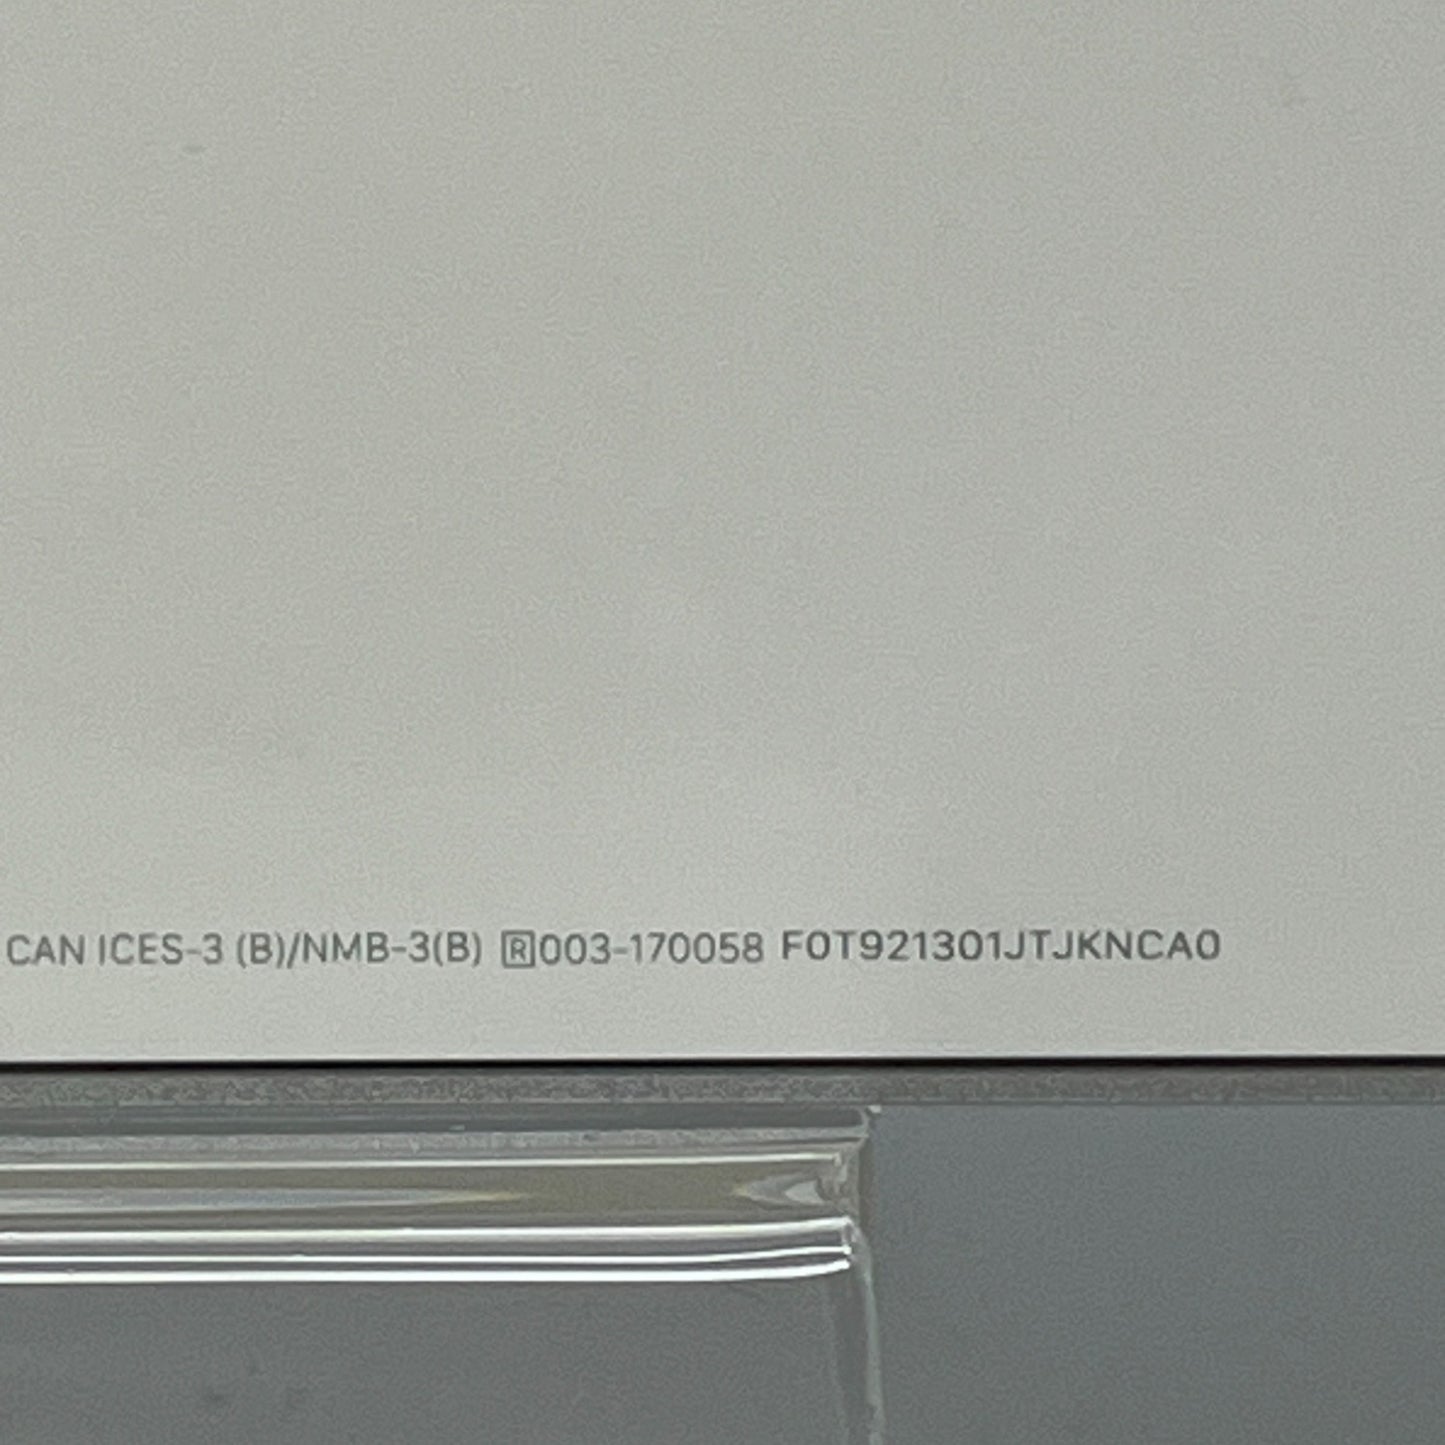 CAN ICES-3 (B)/NMB-3(B) 🅁003-170058 F0T921301JTJKNCA0